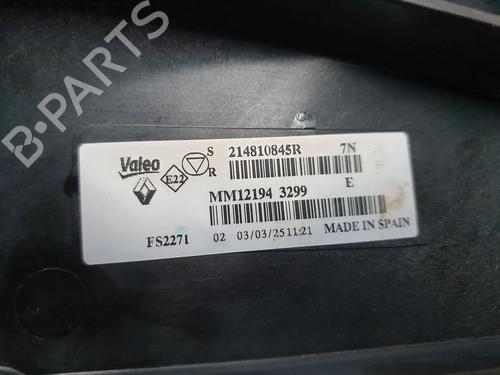 B-PARTS
Valeo
E22
S
R
214810845R 7N
MM12194 3299 E
FS2271 02 03/03/25 11:21 MADE IN SPAIN